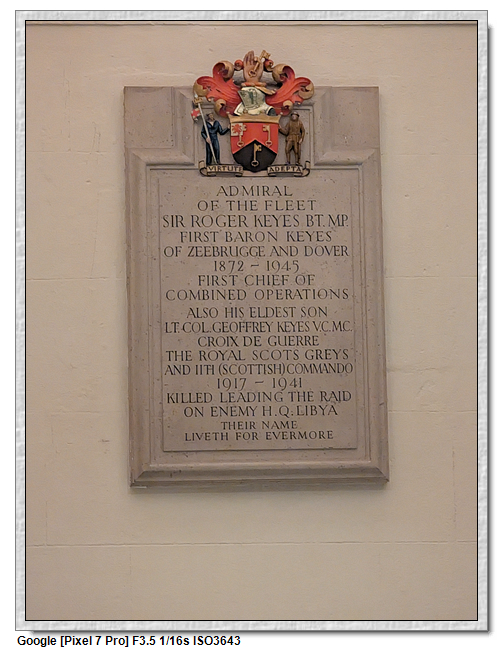 VIRTUTE ADEPTA
ADMIRAL
OF THE FLEET
SIR ROGER KEYES BT. MP
FIRST BARON KEYES
OF ZEEBRUGGE AND DOVER
1872 – 1945
FIRST CHIEF OF
COMBINED OPERATIONS
ALSO HIS ELDEST SON
LT. COL. GEOFFREY KEYES V.C. M.C.
CROIX DE GUERRE
THE ROYAL SCOTS GREYS
AND 11TH (SCOTTISH) COMMANDO
1917 – 1941
KILLED LEADING THE RAID
ON ENEMY H.Q. LIBYA
THEIR NAME
LIVETH FOR EVERMORE
Google [Pixel 7 Pro] F3.5 1/16s ISO3643